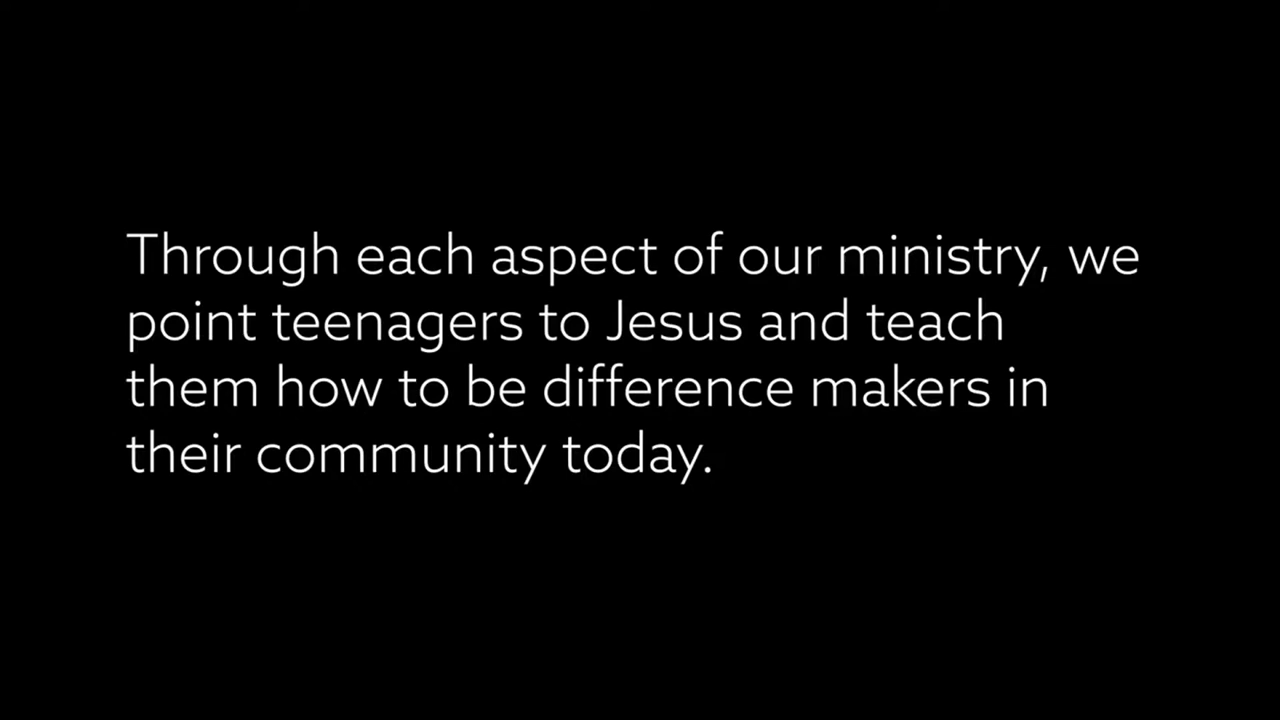 Through each aspect of our ministry, we
point teenagers to Jesus and teach
them how to be difference makers in
their community today.